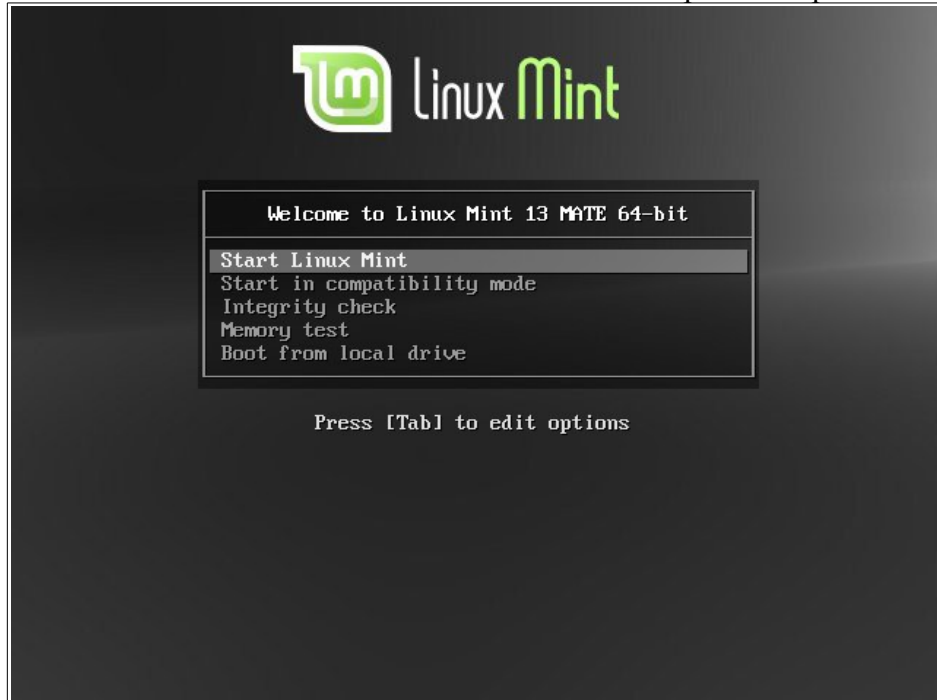 Linux Mint
Welcome to Linux Mint 13 MATE 64-bit
Start Linux Mint
Start in compatibility mode
Integrity check
Memory test
Boot from local drive
Press [Tab] to edit options